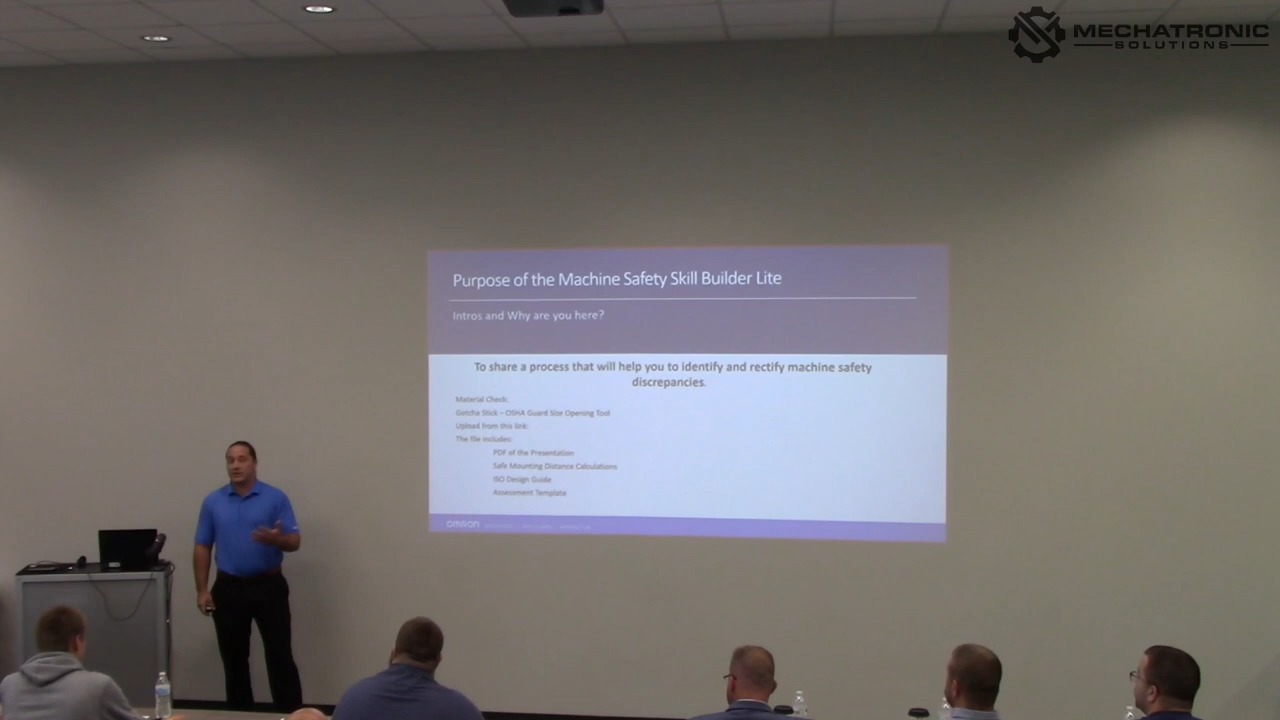 MECHATRONIC
SOLUTIONS
Purpose of the Machine Safety Skill Builder Lite
Intros and Why are you here?
To share a process that will help you to identify and rectify machine safety
discrepancies.
Material Check:
Gotcha Stick – OSHA Guard Size Opening Tool
Upload from this link:
The file includes:
PDF of the Presentation
Safe Mounting Distance Calculations
ISO Design Guide
Assessment Template
OMRON